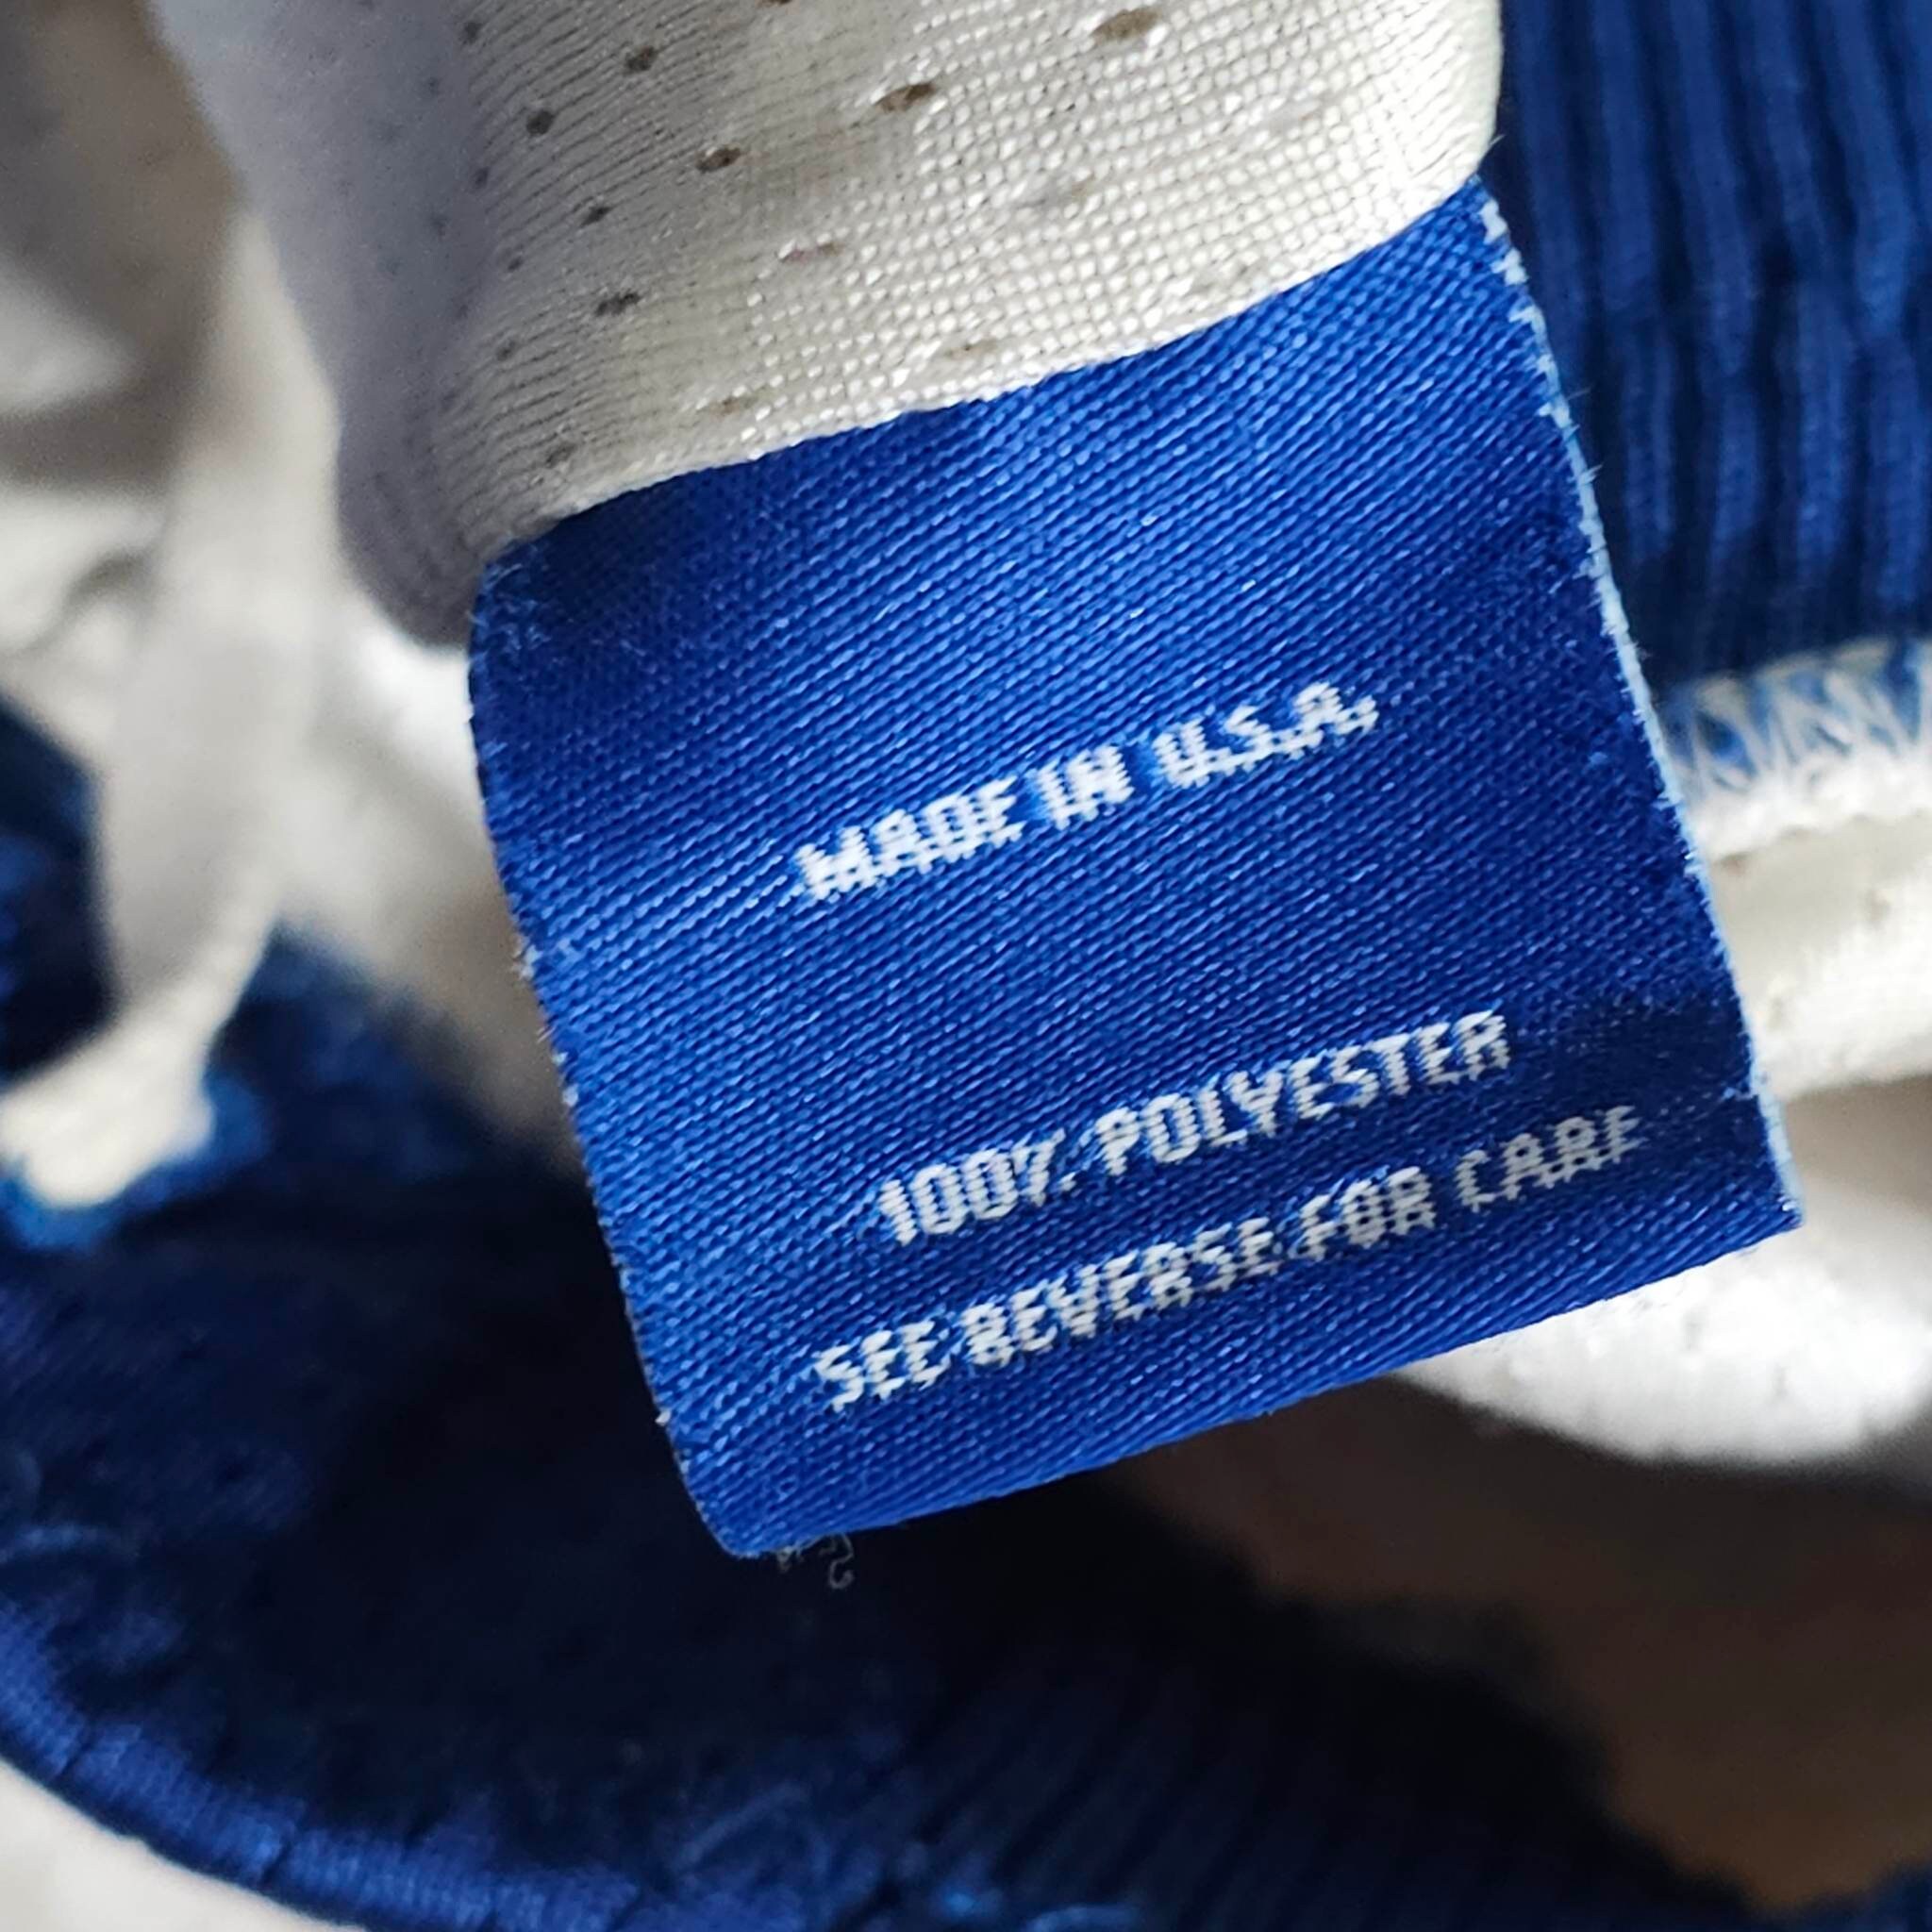 MADE IN U.S.A.
100% POLYESTER
SEE REVERSE FOR CARE